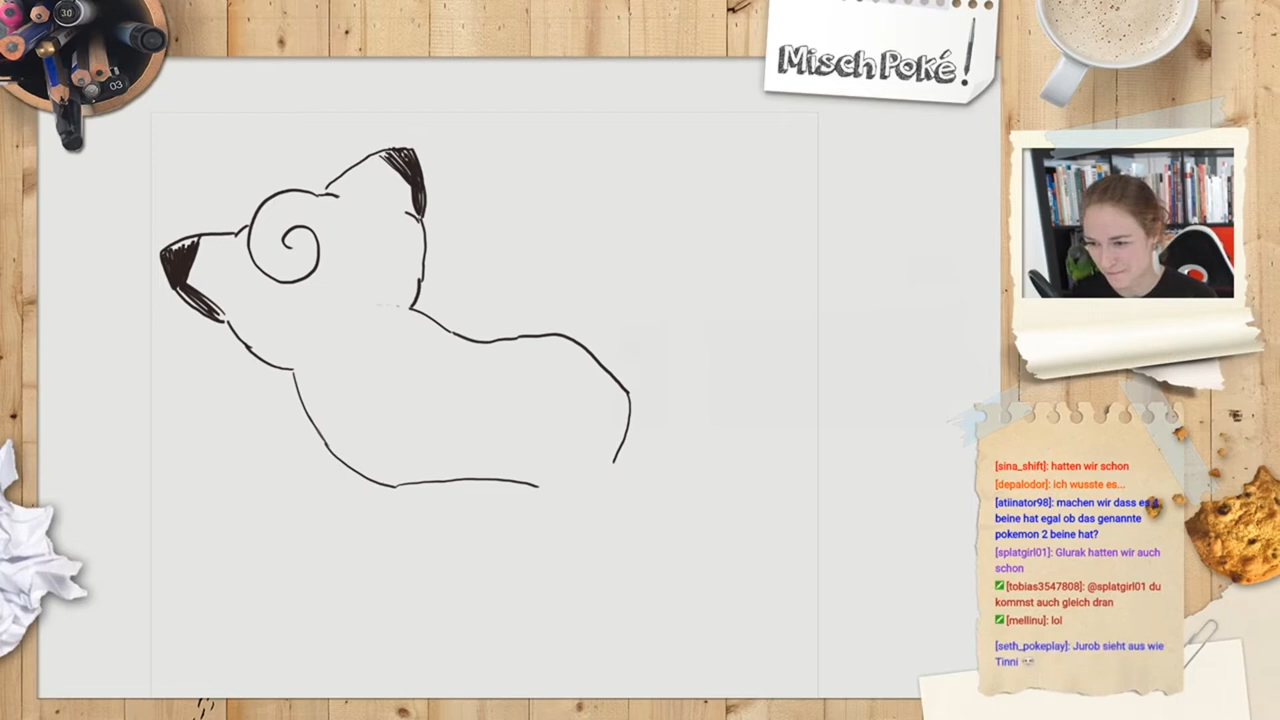 30
03
Misch Poké!
[sina_shift]: hatten wir schon
[depalodor]: ich wusste es...
[atiinator98]: machen wir dass es 4
beine hat egal ob das genannte
pokemon 2 beine hat?
[splatgirl01]: Glurak hatten wir auch
schon
[tobias3547808]: @splatgirl01 du
kommst auch gleich dran
[mellinu]: lol
[seth_pokeplay]: Jurob sieht aus wie
Tinni